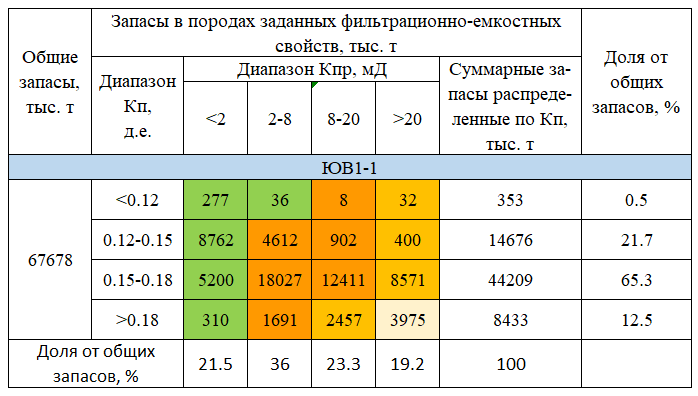 Общие запасы, тыс. т
Запасы в породах заданных фильтрационно-емкостных
свойств, тыс. т
Доля от общих запасов, %
Диапазон Кп, д.е.
Диапазон Кпр, мД
Суммарные запасы распределенные по Кп, тыс. т
<2 2-8 8-20 >20
ЮВ1-1
67678
<0.12 277 36 8 32 353 0.5
0.12-0.15 8762 4612 902 400 14676 21.7
0.15-0.18 5200 18027 12411 8571 44209 65.3
>0.18 310 1691 2457 3975 8433 12.5
Доля от общих запасов, % 21.5 36 23.3 19.2 100